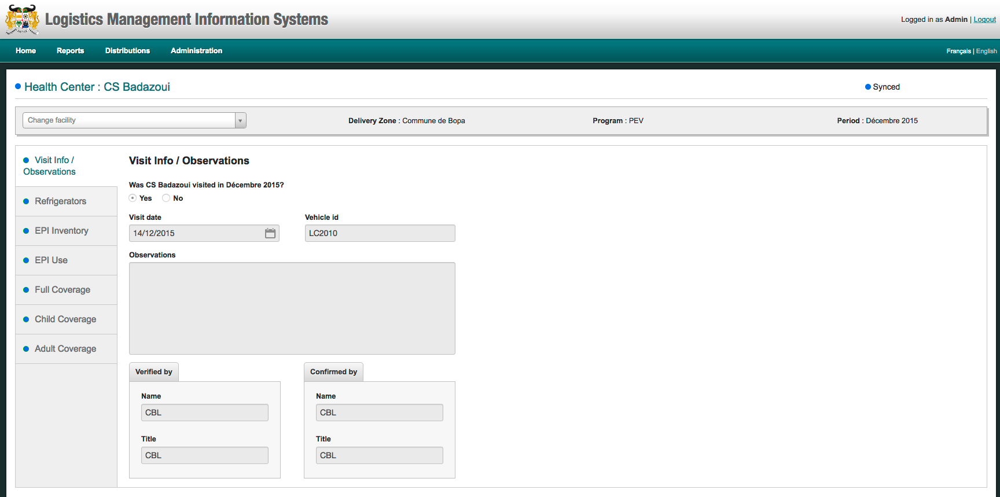 Logistics Management Information Systems
Logged in as Admin | Logout
Home Reports Distributions Administration
Français | English
Health Center : CS Badazoui
Synced
Change facility
Delivery Zone : Commune de Bopa
Program : PEV
Period : Décembre 2015
Visit Info /
Observations
Refrigerators
EPI Inventory
EPI Use
Full Coverage
Child Coverage
Adult Coverage
Visit Info / Observations
Was CS Badazoui visited in Décembre 2015?
Yes No
Visit date
14/12/2015
Vehicle id
LC2010
Observations
Verified by
Name
CBL
Title
CBL
Confirmed by
Name
CBL
Title
CBL